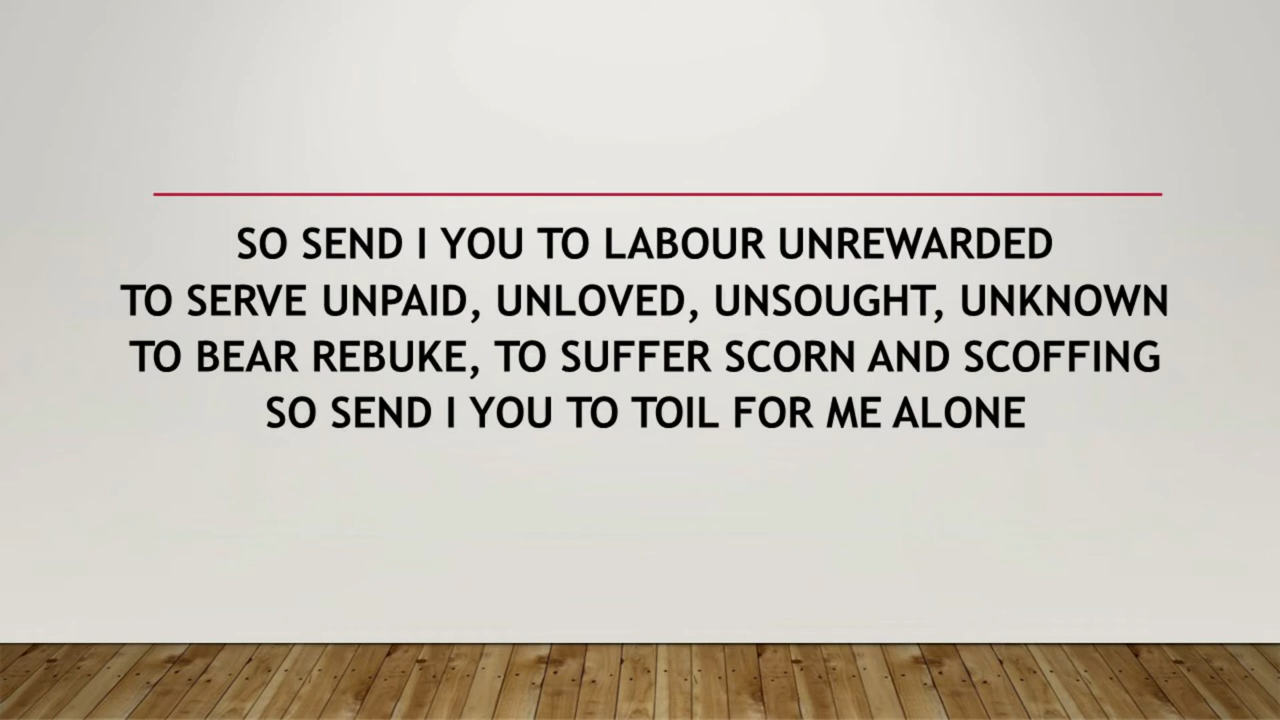 SO SEND I YOU TO LABOUR UNREWARDED
TO SERVE UNPAID, UNLOVED, UNSOUGHT, UNKNOWN
TO BEAR REBUKE, TO SUFFER SCORN AND SCOFFING
SO SEND I YOU TO TOIL FOR ME ALONE